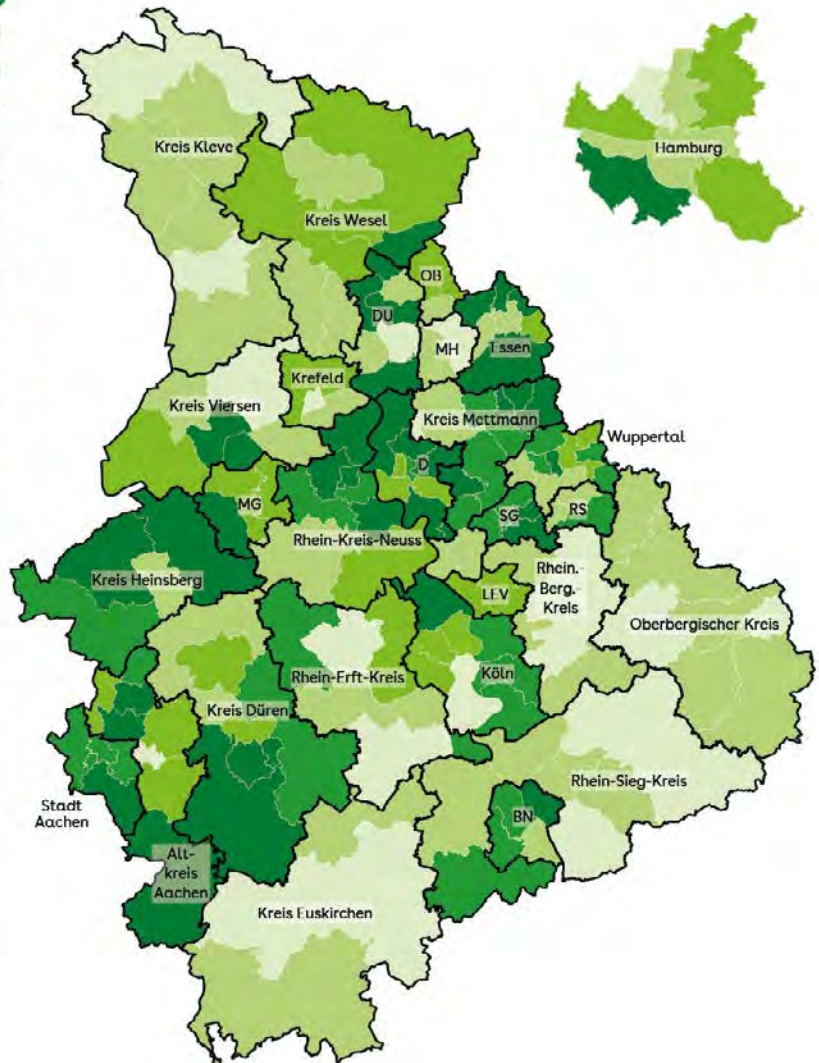 Kreis Kleve
Hamburg
Kreis Wesel
OB
DU
MH
Essen
Krefeld
Kreis Viersen
Kreis Mettmann
Wuppertal
D
MG
SG
RS
Rhein-Kreis-Neuss
Kreis Heinsberg
Rhein.-
Berg.
Kreis
LEV
Oberbergischer Kreis
Köln
Rhein-Erft-Kreis
Kreis Düren
Rhein-Sieg-Kreis
Stadt
Aachen
BN
Alt-
kreis
Aachen
Kreis Euskirchen